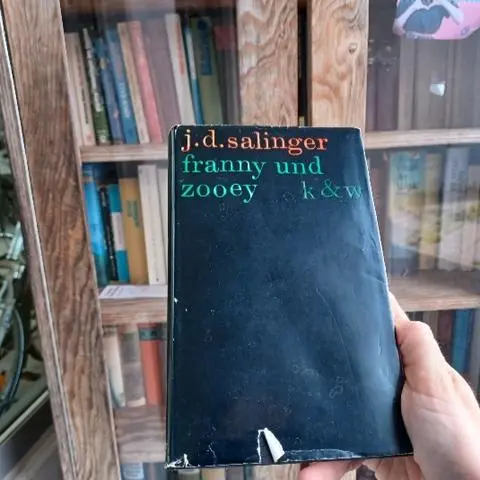 j.d.salinger
franny und
zooey k&w